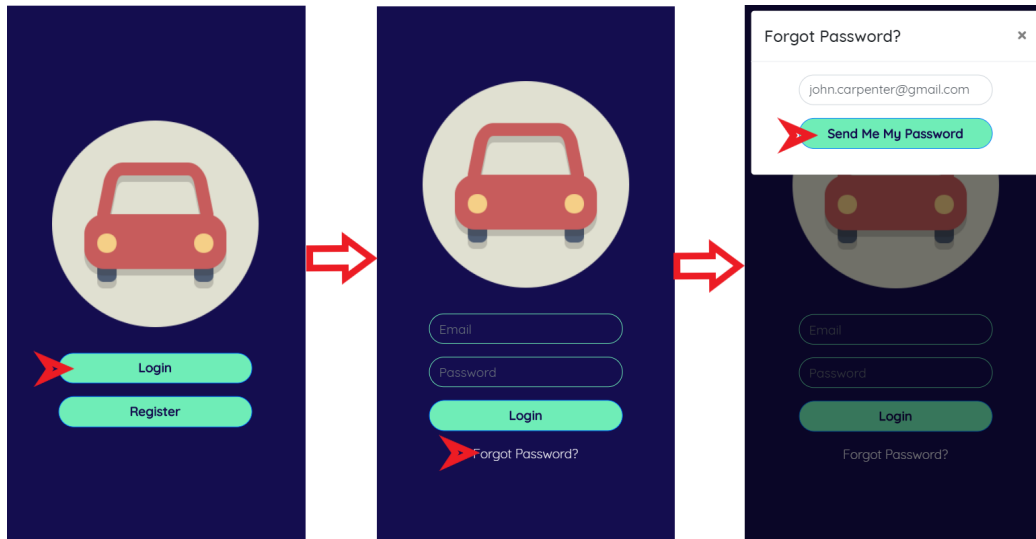 Login
Register
Email
Password
Login
Forgot Password?
Forgot Password?
×
john.carpenter@gmail.com
Send Me My Password
Email
Password
Login
Forgot Password?